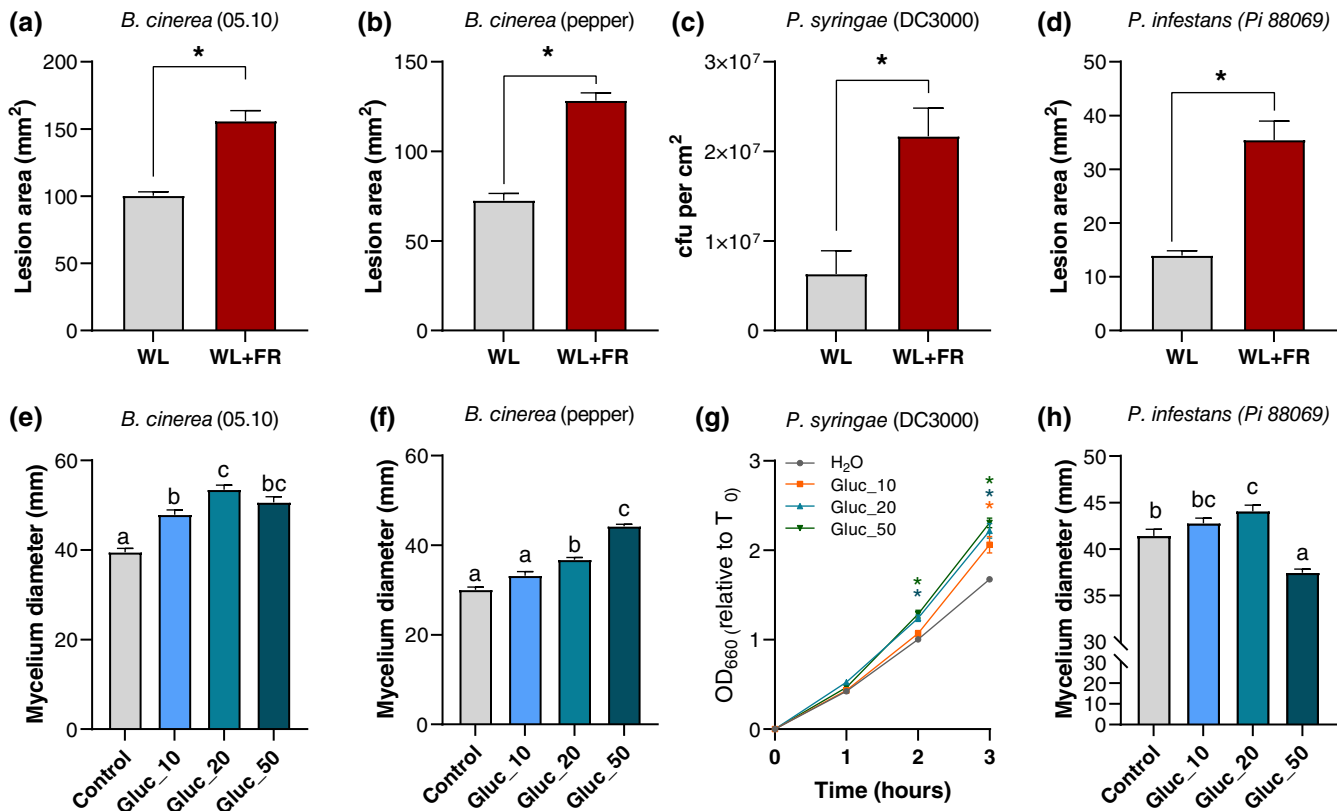 (a) B. cinerea (05.10)
Lesion area (mm²)
200
150
100
50
0
*
WL WL+FR
(b) B. cinerea (pepper)
Lesion area (mm²)
150
100
50
0
*
WL WL+FR
(c) P. syringae (DC3000)
cfu per cm²
3×10⁷
2×10⁷
1×10⁷
0
*
WL WL+FR
(d) P. infestans (Pi 88069)
Lesion area (mm²)
50
40
30
20
10
0
*
WL WL+FR
(e) B. cinerea (05.10)
Mycelium diameter (mm)
60
40
20
0
a b c bc
Control Gluc_10 Gluc_20 Gluc_50
(f) B. cinerea (pepper)
Mycelium diameter (mm)
60
40
20
0
a a b c
Control Gluc_10 Gluc_20 Gluc_50
(g) P. syringae (DC3000)
OD₆₆₀ (relative to T ₀)
3
2
1
0
H₂O
Gluc_10
Gluc_20
Gluc_50
*
*
*
*
*
0 1 2 3
Time (hours)
(h) P. infestans (Pi 88069)
Mycelium diameter (mm)
50
45
40
35
30
30
20
10
0
b bc c a
Control Gluc_10 Gluc_20 Gluc_50